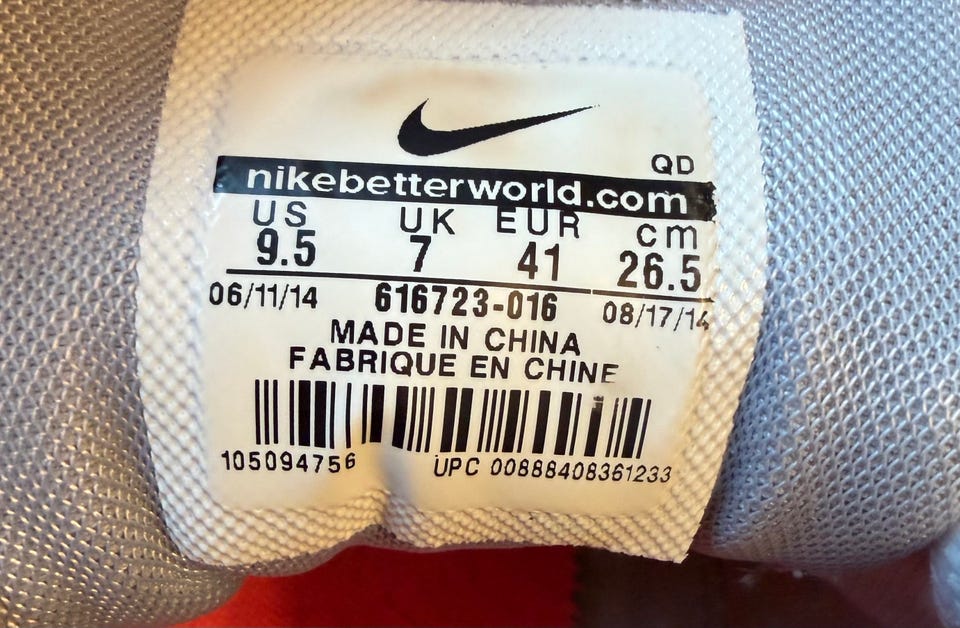 QD
nikebetterworld.com
US UK EUR cm
9.5 7 41 26.5
06/11/14 616723-016 08/17/14
MADE IN CHINA
FABRIQUE EN CHINE
105094756 UPC 00888408361233